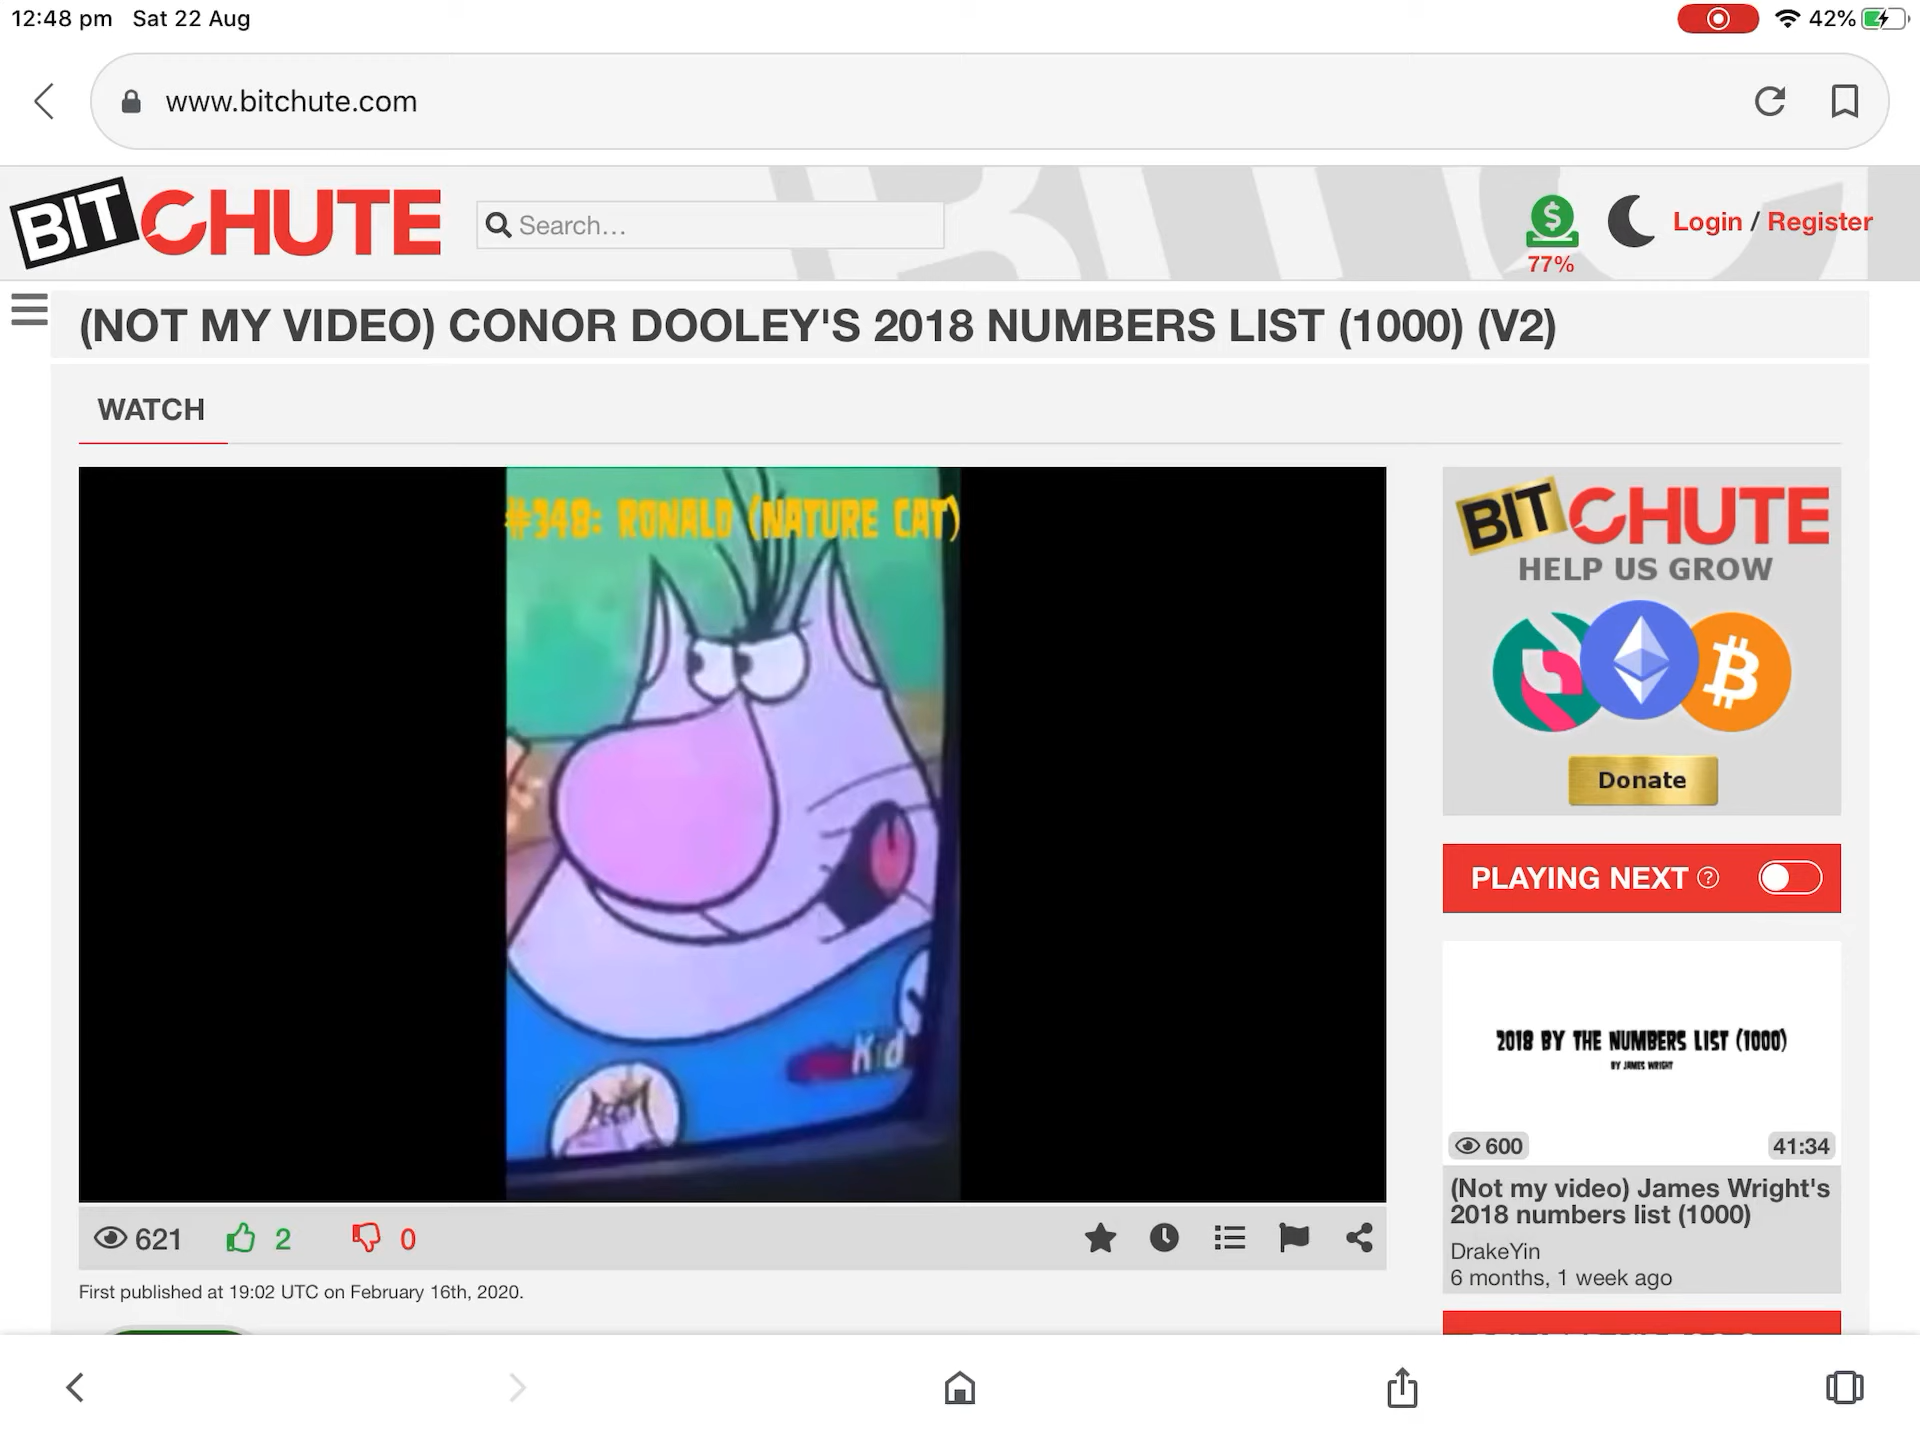 12:48 pm Sat 22 Aug
42%
www.bitchute.com
BITCHUTE
Search...
77%
Login / Register
(NOT MY VIDEO) CONOR DOOLEY'S 2018 NUMBERS LIST (1000) (V2)
WATCH
#348: RONALD (NATURE CAT)
Kid
621
2
0
First published at 19:02 UTC on February 16th, 2020.
BITCHUTE
HELP US GROW
Donate
PLAYING NEXT
2018 BY THE NUMBERS LIST (1000)
BY JAMES WRIGHT
600
41:34
(Not my video) James Wright's
2018 numbers list (1000)
DrakeYin
6 months, 1 week ago